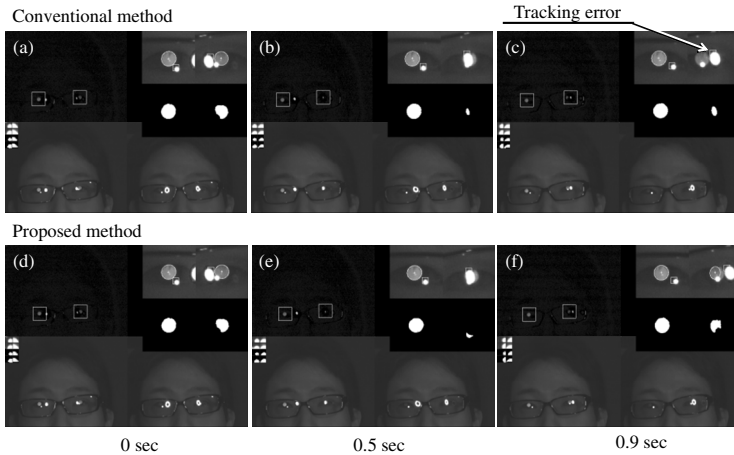 Conventional method
Tracking error
(a)
(b)
(c)
Proposed method
(d)
(e)
(f)
0 sec
0.5 sec
0.9 sec